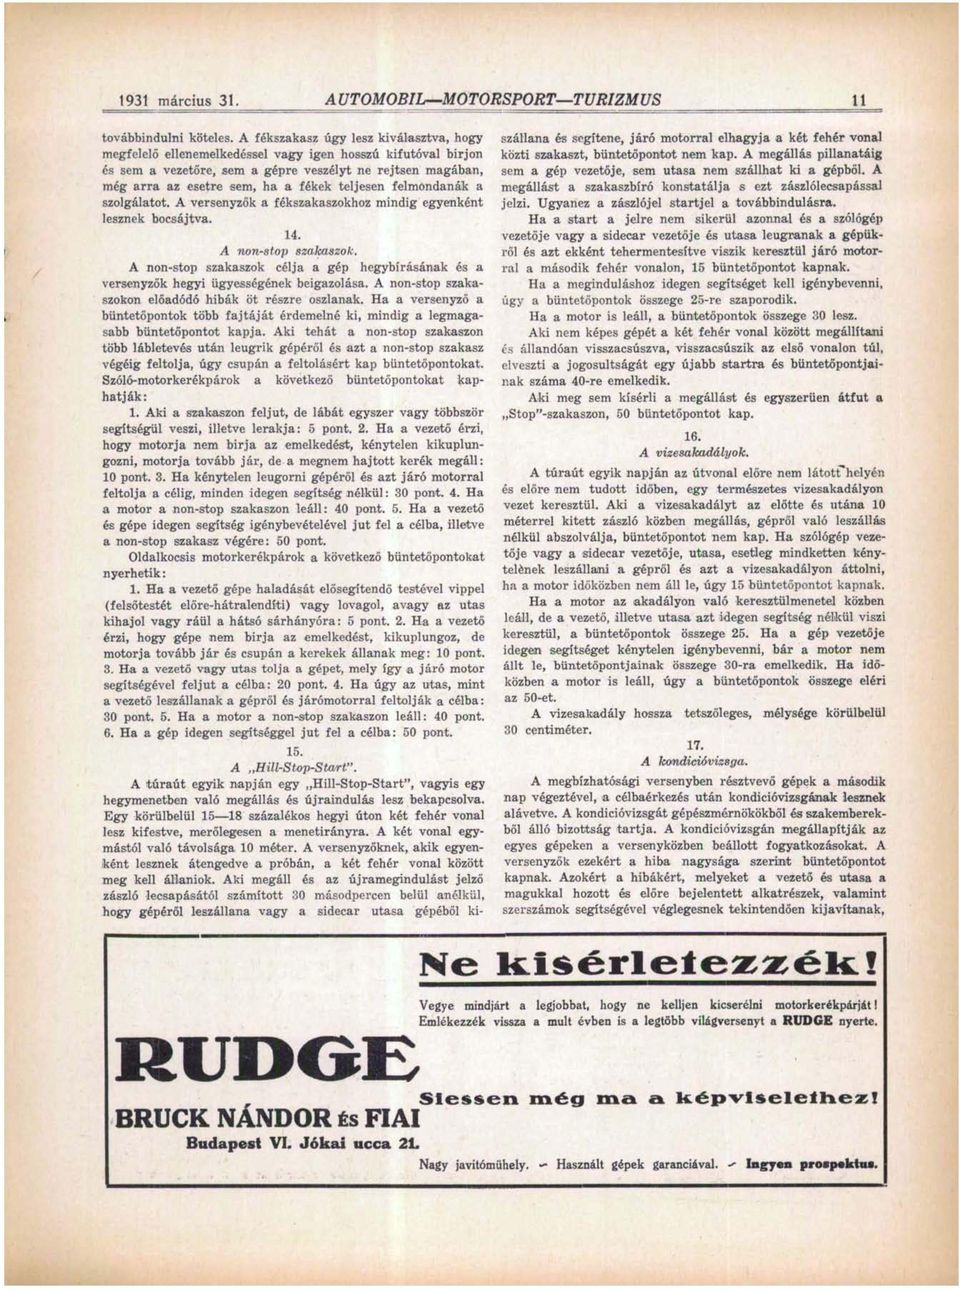 1931 március 31. AUTOMOBIL—MOTORSPORT—TURIZMUS 11
továbbindulni köteles. A fékszakasz úgy lesz kiválasztva, hogy
megfelelő ellenemelkedéssel vagy igen hosszú kifutóval birjon
és sem a vezetőre, sem a gépre veszélyt ne rejtsen magában,
még arra az esetre sem, ha a fékek teljesen felmondanák a
szolgálatot. A versenyzők a fékszakaszokhoz mindig egyenként
lesznek bocsájtva.
14.
A non-stop szakaszok.
A non-stop szakaszok célja a gép hegybírásának és a
versenyzők hegyi ügyességének beigazolása. A non-stop szaka-
szokon előadódó hibák öt részre oszlanak. Ha a versenyző a
büntetőpontok több fajtáját érdemelné ki, mindig a legmaga-
sabb büntetőpontot kapja. Aki tehát a non-stop szakaszon
több lábletevés után leugrik gépéről és azt a non-stop szakasz
végéig feltolja, úgy csupán a feltolásért kap büntetőpontokat.
Szóló-motorkerékpárok a következő büntetőpontokat kap-
hatják:
1. Aki a szakaszon feljut, de lábát egyszer vagy többször
segítségül veszi, illetve lerakja: 5 pont. 2. Ha a vezető érzi,
hogy motorja nem birja az emelkedést, kénytelen kikuplun-
gozni, motorja tovább jár, de a megnem hajtott kerék megáll:
10 pont. 3. Ha kénytelen leugorni gépéről és azt járó motorral
feltolja a célig, minden idegen segítség nélkül: 30 pont. 4. Ha
a motor a non-stop szakaszon leáll: 40 pont. 5. Ha a vezető
és gépe idegen segítség igénybevételével jut fel a célba, illetve
a non-stop szakasz végére: 50 pont.
Oldalkocsis motorkerékpárok a következő büntetőpontokat
nyerhetik:
1. Ha a vezető gépe haladását elősegítendő testével vippel
(felsőtestét előre-hátralendíti) vagy lovagol, avagy az utas
kihajol vagy ráül a hátsó sárhányóra: 5 pont. 2. Ha a vezető
érzi, hogy gépe nem birja az emelkedést, kikuplungoz, de
motorja tovább jár és csupán a kerekek állanak meg: 10 pont.
3. Ha a vezető vagy utas tolja a gépet, mely így a járó motor
segítségével feljut a célba: 20 pont. 4. Ha úgy az utas, mint
a vezető leszállanak a gépről és járómotorral feltolják a célba:
30 pont. 5. Ha a motor a non-stop szakaszon leáll: 40 pont.
6. Ha a gép idegen segítséggel jut fel a célba: 50 pont.
15.
A „Hill-Stop-Start".
A túraút egyik napján egy „Hill-Stop-Start", vagyis egy
hegymenetben való megállás és újraindulás lesz bekapcsolva.
Egy körülbelül 15—18 százalékos hegyi úton két fehér vonal
lesz kifestve, merőlegesen a menetirányra. A két vonal egy-
mástól való távolsága 10 méter. A versenyzőknek, akik egyen-
ként lesznek átengedve a próbán, a két fehér vonal között
meg kell állaniok. Aki megáll és az újramegindulást jelző
zászló lecsapásától számított 30 másodpercen belül anélkül,
hogy gépéről leszállana vagy a sidecar utasa gépéből ki-
szállana és segítene, járó motorral elhagyja a két fehér vonal
közti szakaszt, büntetőpontot nem kap. A megállás pillanatáig
sem a gép vezetője, sem utasa nem szállhat ki a gépből. A
megállást a szakaszbíró konstatálja s ezt zászlólecsapással
jelzi. Ugyanez a zászlójel startjel a továbbindulásra.
Ha a start a jelre nem sikerül azonnal és a szólógép
vezetője vagy a sidecar vezetője és utasa leugranak a gépük-
ről és azt ekként tehermentesítve viszik keresztül járó motor-
ral a második fehér vonalon, 15 büntetőpontot kapnak.
Ha a meginduláshoz idegen segítséget kell igénybevenni,
úgy a büntetőpontok összege 25-re szaporodik.
Ha a motor is leáll, a büntetőpontok összege 30 lesz.
Aki nem képes gépét a két fehér vonal között megállítani
és állandóan visszacsúszva, visszacsúszik az első vonalon túl,
elveszti a jogosultságát egy újabb startra és büntetőpontjai-
nak száma 40-re emelkedik.
Aki meg sem kísérli a megállást és egyszerüen átfut a
„Stop"-szakaszon, 50 büntetőpontot kap.
16.
A vizesakadályok.
A túraút egyik napján az útvonal előre nem látott helyén
és előre nem tudott időben, egy természetes vizesakadályon
vezet keresztül. Aki a vizesakadályt az előtte és utána 10
méterrel kitett zászló közben megállás, gépről való leszállás
nélkül abszolválja, büntetőpontot nem kap. Ha szólógép veze-
tője vagy a sidecar vezetője, utasa, esetleg mindketten kény-
telenek leszállani a gépről és azt a vizesakadályon áttolni,
ha a motor időközben nem áll le, úgy 15 büntetőpontot kapnak.
Ha a motor az akadályon való keresztülmenetel közben
leáll, de a vezető, illetve utasa azt idegen segítség nélkül viszi
keresztül, a büntetőpontok összege 25. Ha a gép vezetője
idegen segítséget kénytelen igénybevenni, bár a motor nem
állt le, büntetőpontjainak összege 30-ra emelkedik. Ha idő-
közben a motor is leáll, úgy a büntetőpontok összege eléri
az 50-et.
A vizesakadály hossza tetszőleges, mélysége körülbelül
30 centiméter.
17.
A kondicióvizsga.
A megbízhatósági versenyben résztvevő gépek a második
nap végeztével, a célbaérkezés után kondicióvizsgának lesznek
alávetve. A kondicióvizsgát gépészmérnökökből és szakemberek-
ből álló bizottság tartja. A kondicióvizsgán megállapítják az
egyes gépeken a versenyközben beállott fogyatkozásokat. A
versenyzők ezekért a hiba nagysága szerint büntetőpontokat
kapnak. Azokért a hibákért, melyeket a vezető és utasa a
magukkal hozott és előre bejelentett alkatrészek, valamint
szerszámok segítségével véglegesnek tekintendően kijavítanak,
Ne kisérletezzék!
Vegye mindjárt a legjobbat, hogy ne kelljen kicserélni motorkerékpárját!
Emlékezzék vissza a mult évben is a legtöbb világversenyt a RUDGE nyerte.
RUDGE
Siessen még ma a képviselethez!
BRUCK NÁNDOR ÉS FIAI
Budapest VI. Jókai ucca 21.
Nagy javitómühely. - Használt gépek garanciával. - Ingyen prospektus.